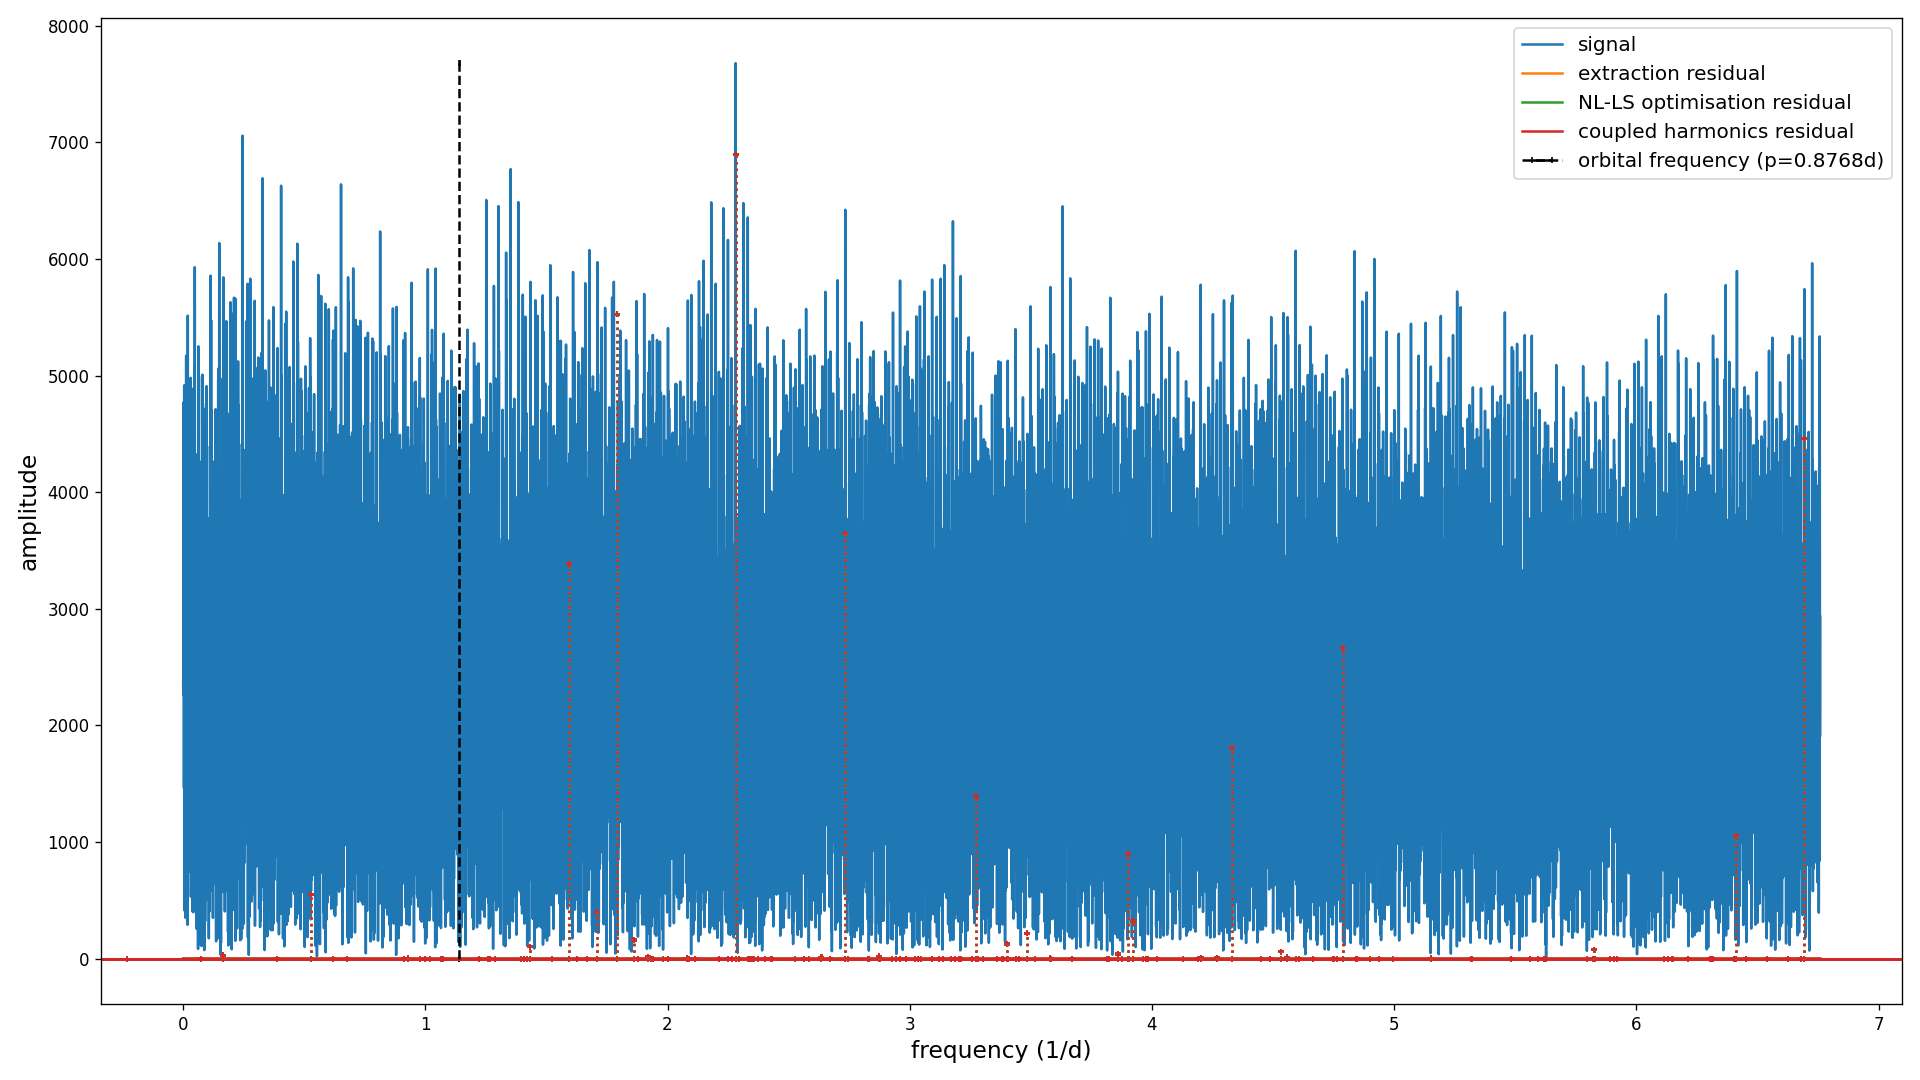 8000
7000
6000
5000
4000
3000
2000
1000
0
amplitude
0 1 2 3 4 5 6 7
frequency (1/d)
signal
extraction residual
NL-LS optimisation residual
coupled harmonics residual
orbital frequency (p=0.8768d)